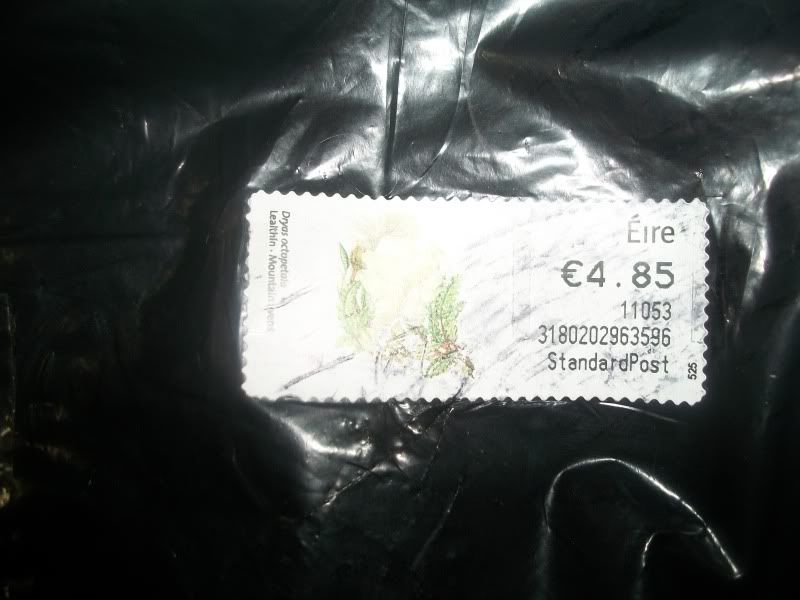 Dryas octopetala
Leaithín · Mountain avens
Éire
€4.85
11053
3180202963596
StandardPost
525